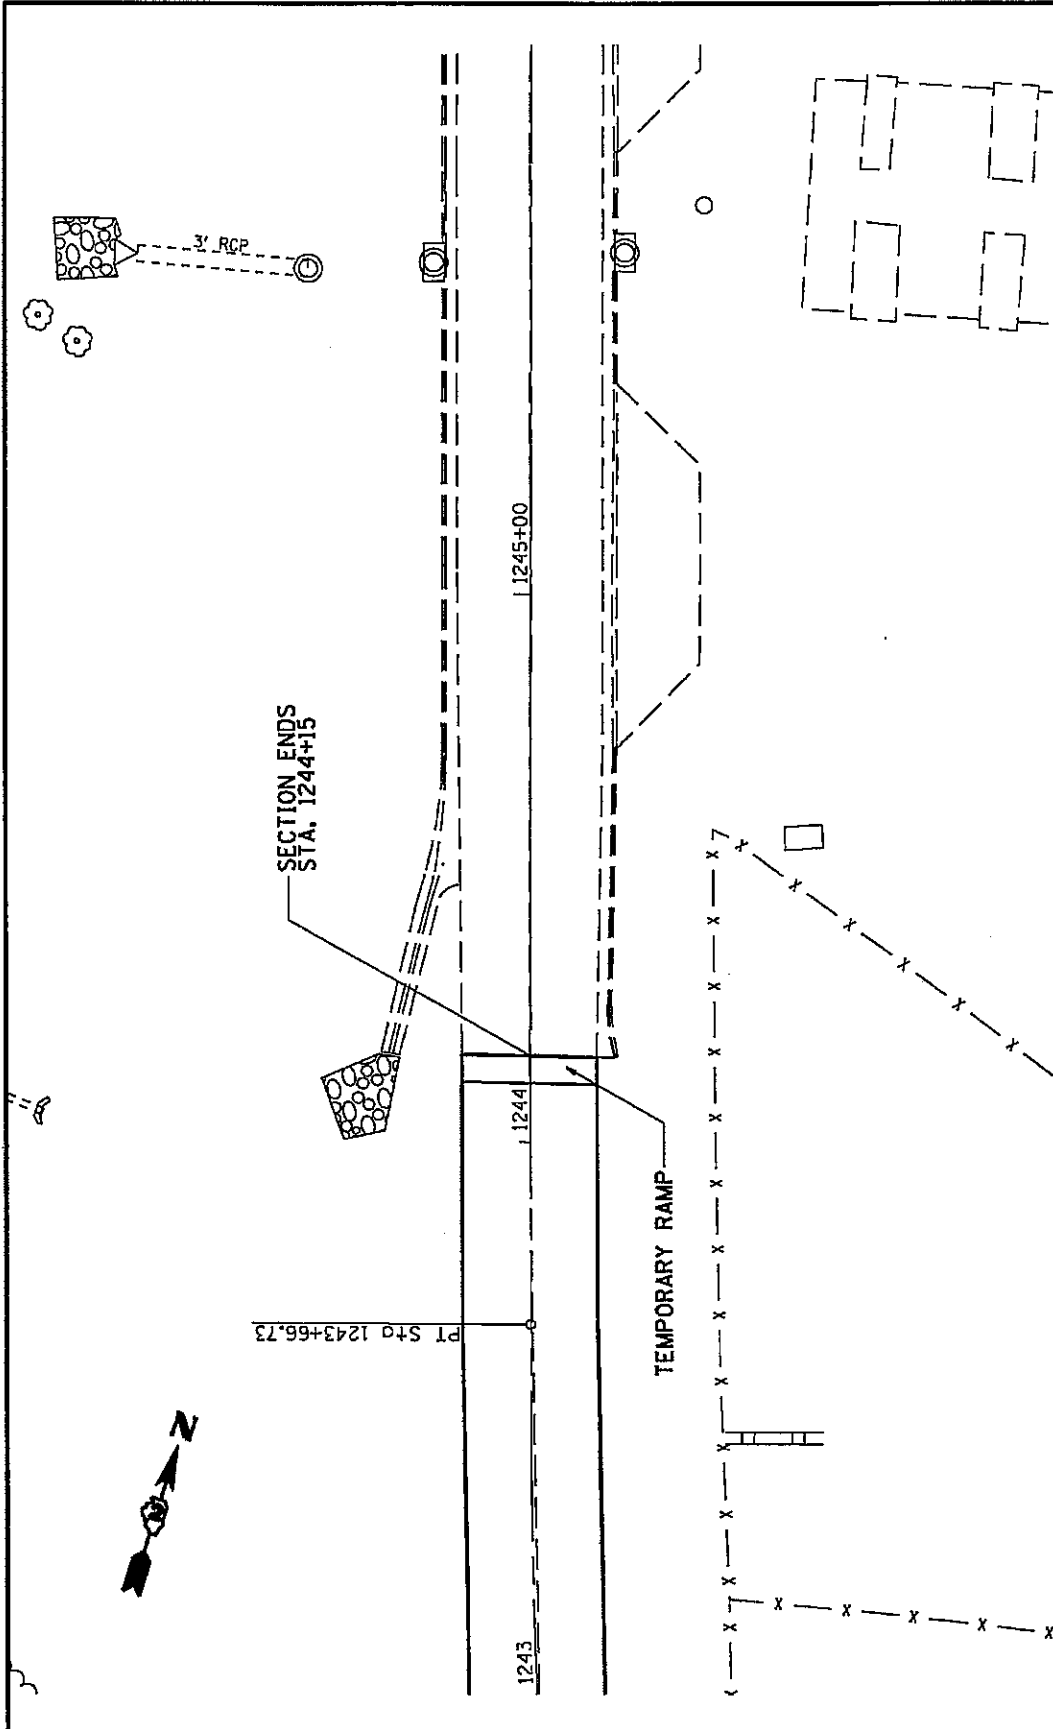 3' RCP
1245+00
SECTION ENDS
STA. 1244+15
1244
TEMPORARY RAMP
PT Sta 1243+66.73
N
1243